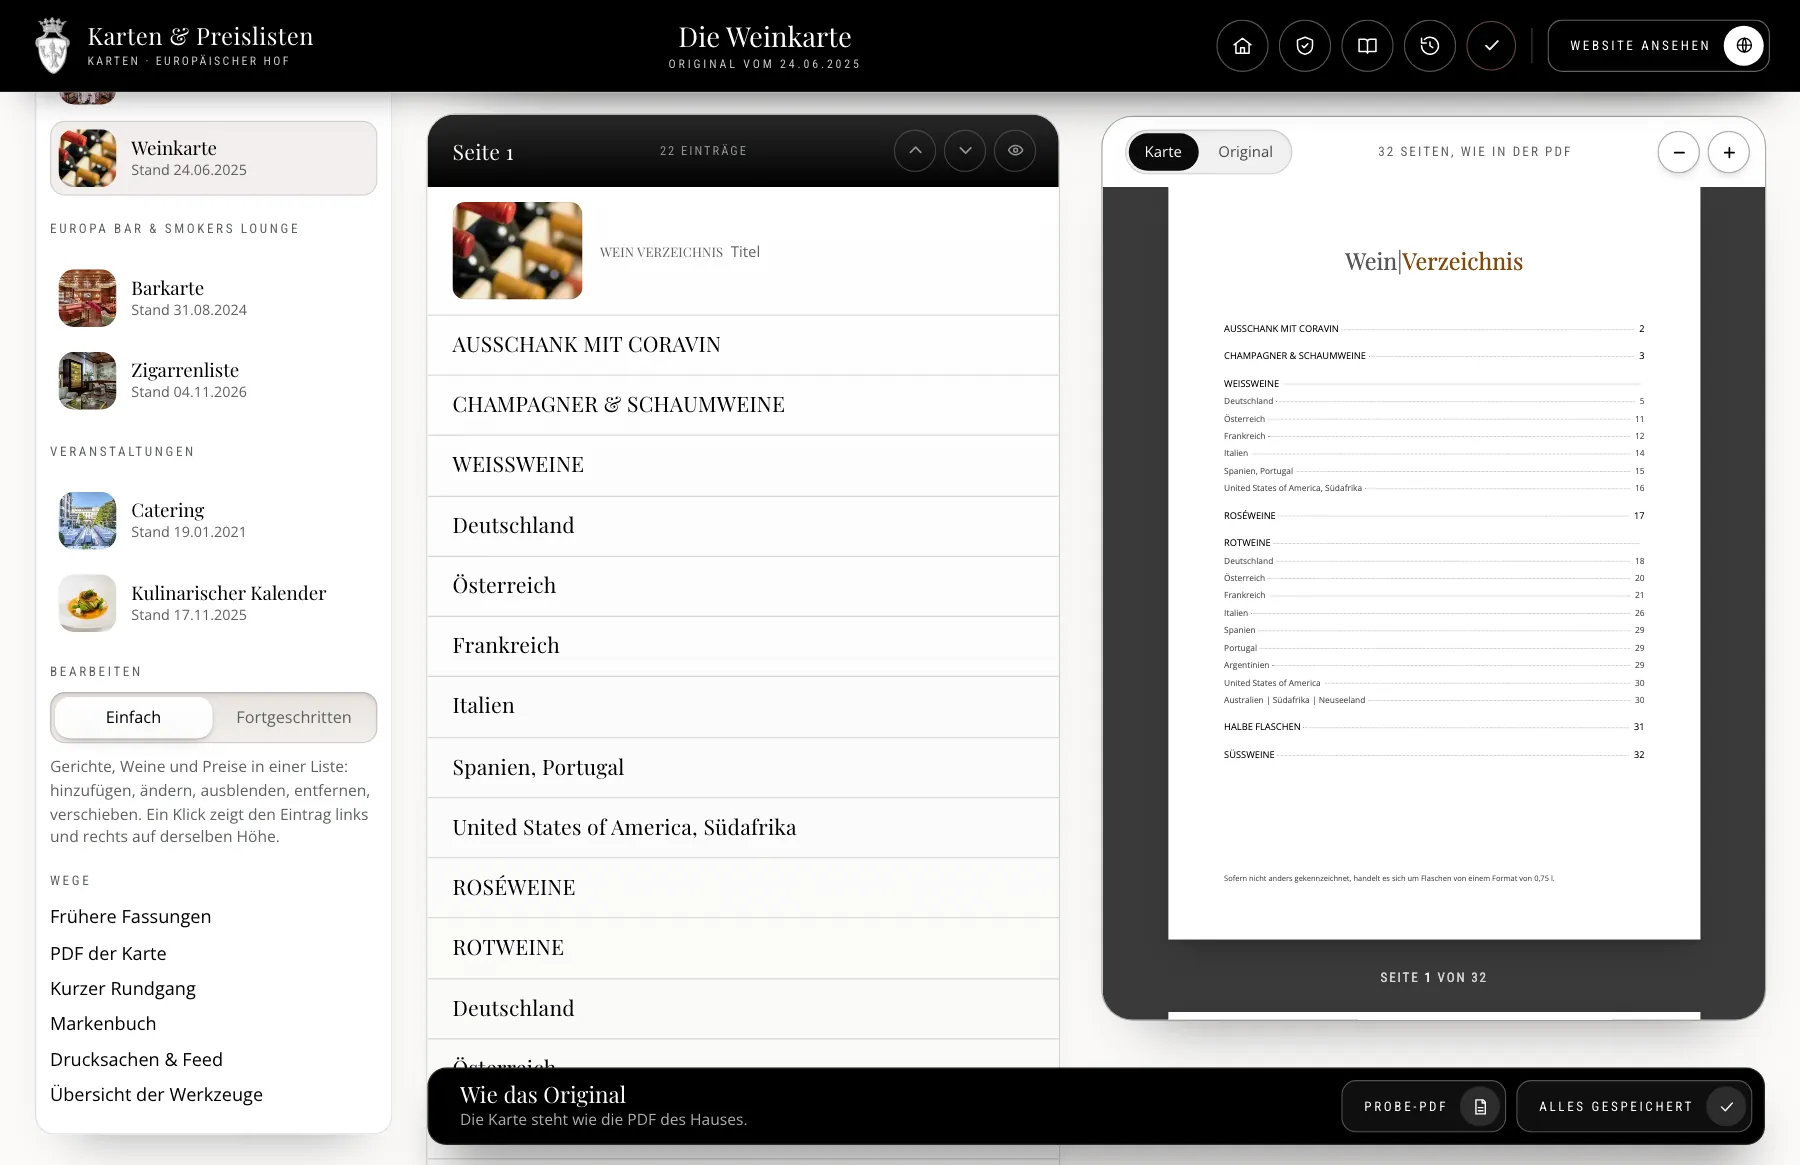 Karten & Preislisten
KARTEN · EUROPÄISCHER HOF
Die Weinkarte
ORIGINAL VOM 24.06.2025
WEBSITE ANSEHEN
Weinkarte
Stand 24.06.2025
EUROPA BAR & SMOKERS LOUNGE
Barkarte
Stand 31.08.2024
Zigarrenliste
Stand 04.11.2026
VERANSTALTUNGEN
Catering
Stand 19.01.2021
Kulinarischer Kalender
Stand 17.11.2025
BEARBEITEN
Einfach
Fortgeschritten
Gerichte, Weine und Preise in einer Liste:
hinzufügen, ändern, ausblenden, entfernen,
verschieben. Ein Klick zeigt den Eintrag links
und rechts auf derselben Höhe.
WEGE
Frühere Fassungen
PDF der Karte
Kurzer Rundgang
Markenbuch
Drucksachen & Feed
Übersicht der Werkzeuge
Seite 1
22 EINTRÄGE
WEIN VERZEICHNIS Titel
AUSSCHANK MIT CORAVIN
CHAMPAGNER & SCHAUMWEINE
WEISSWEINE
Deutschland
Österreich
Frankreich
Italien
Spanien, Portugal
United States of America, Südafrika
ROSÉWEINE
ROTWEINE
Deutschland
Österreich
Karte
Original
32 SEITEN, WIE IN DER PDF
Wein|Verzeichnis
AUSSCHANK MIT CORAVIN 2
CHAMPAGNER & SCHAUMWEINE 3
WEISSWEINE
Deutschland 5
Österreich 11
Frankreich 12
Italien 14
Spanien, Portugal 15
United States of America, Südafrika 16
ROSÉWEINE 17
ROTWEINE
Deutschland 18
Österreich 20
Frankreich 21
Italien 26
Spanien 29
Portugal 29
Argentinien 29
United States of America 30
Australien | Südafrika | Neuseeland 30
HALBE FLASCHEN 31
SÜSSWEINE 32
Sofern nicht anders gekennzeichnet, handelt es sich um Flaschen von einem Format von 0,75 l.
SEITE 1 VON 32
Wie das Original
Die Karte steht wie die PDF des Hauses.
PROBE-PDF
ALLES GESPEICHERT